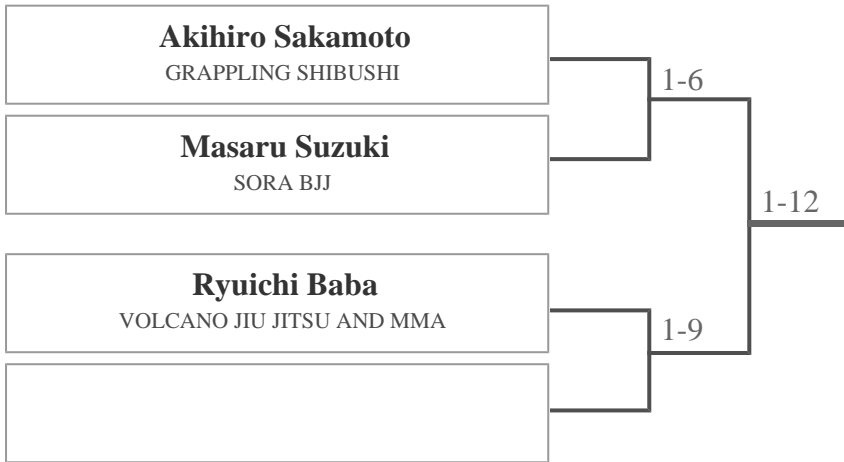 Akihiro Sakamoto
GRAPPLING SHIBUSHI
1-6
Masaru Suzuki
SORA BJJ
1-12
Ryuichi Baba
VOLCANO JIU JITSU AND MMA
1-9